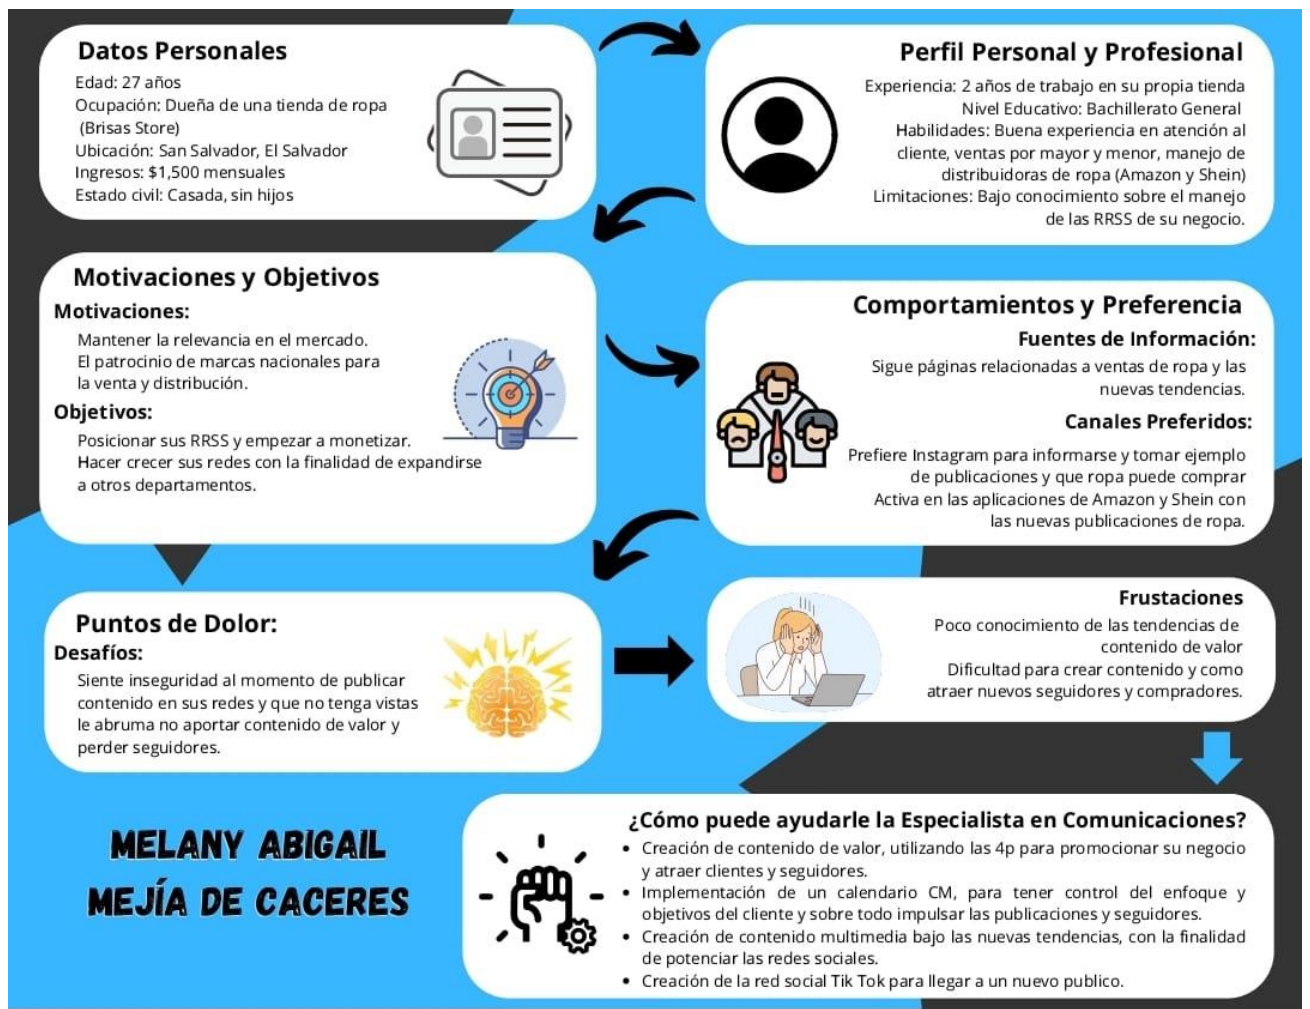 Datos Personales
Edad: 27 años
Ocupación: Dueña de una tienda de ropa
(Brisas Store)
Ubicación: San Salvador, El Salvador
Ingresos: $1,500 mensuales
Estado civil: Casada, sin hijos
Perfil Personal y Profesional
Experiencia: 2 años de trabajo en su propia tienda
Nivel Educativo: Bachillerato General
Habilidades: Buena experiencia en atención al
cliente, ventas por mayor y menor, manejo de
distribuidoras de ropa (Amazon y Shein)
Limitaciones: Bajo conocimiento sobre el manejo
de las RRSS de su negocio.
Motivaciones y Objetivos
Motivaciones:
Mantener la relevancia en el mercado.
El patrocinio de marcas nacionales para
la venta y distribución.
Objetivos:
Posicionar sus RRSS y empezar a monetizar.
Hacer crecer sus redes con la finalidad de expandirse
a otros departamentos.
Comportamientos y Preferencia
Fuentes de Información:
Sigue páginas relacionadas a ventas de ropa y las
nuevas tendencias.
Canales Preferidos:
Prefiere Instagram para informarse y tomar ejemplo
de publicaciones y que ropa puede comprar
Activa en las aplicaciones de Amazon y Shein con
las nuevas publicaciones de ropa.
Puntos de Dolor:
Desafíos:
Siente inseguridad al momento de publicar
contenido en sus redes y que no tenga vistas
le abruma no aportar contenido de valor y
perder seguidores.
Frustaciones
Poco conocimiento de las tendencias de
contenido de valor
Dificultad para crear contenido y como
atraer nuevos seguidores y compradores.
MELANY ABIGAIL
MEJÍA DE CACERES
¿Cómo puede ayudarle la Especialista en Comunicaciones?
• Creación de contenido de valor, utilizando las 4p para promocionar su negocio
y atraer clientes y seguidores.
• Implementación de un calendario CM, para tener control del enfoque y
objetivos del cliente y sobre todo impulsar las publicaciones y seguidores.
• Creación de contenido multimedia bajo las nuevas tendencias, con la finalidad
de potenciar las redes sociales.
• Creación de la red social Tik Tok para llegar a un nuevo publico.